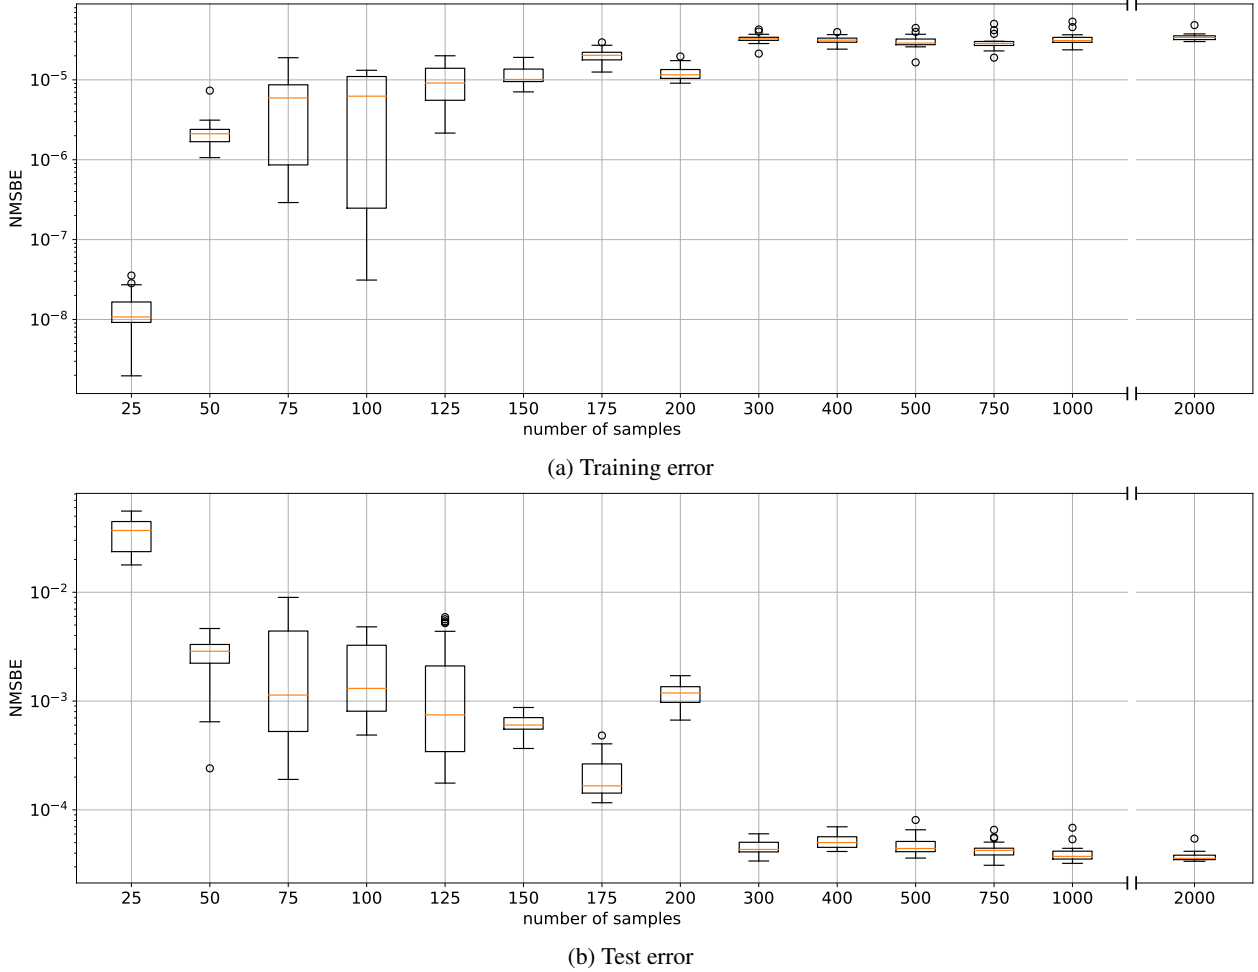 10⁻⁵
10⁻⁶
10⁻⁷
10⁻⁸
NMSBE
25 50 75 100 125 150 175 200 300 400 500 750 1000 2000
number of samples
(a) Training error
10⁻²
10⁻³
10⁻⁴
NMSBE
25 50 75 100 125 150 175 200 300 400 500 750 1000 2000
number of samples
(b) Test error